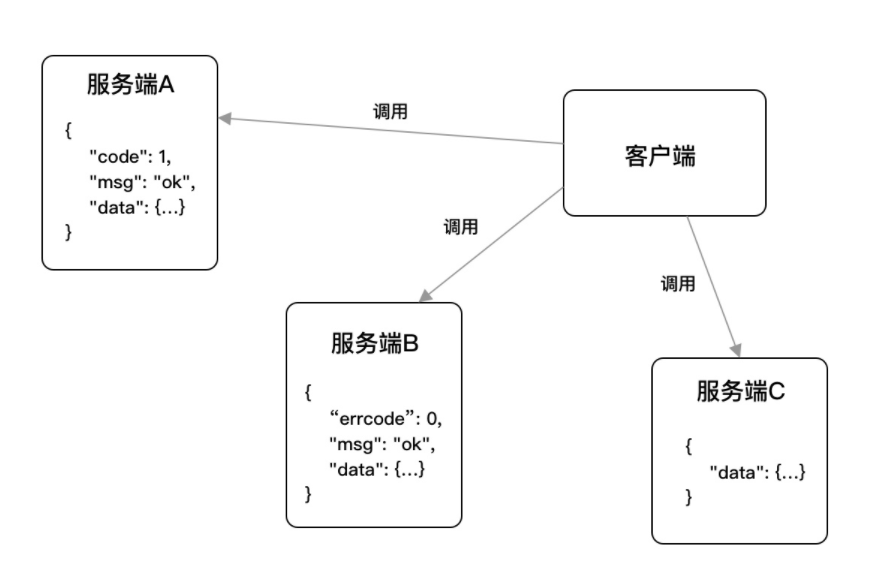 服务端A
{
"code": 1,
"msg": "ok",
"data": {...}
}
调用
客户端
调用
调用
服务端B
{
“errcode”: 0,
"msg": "ok",
"data": {...}
}
服务端C
{
"data": {...}
}